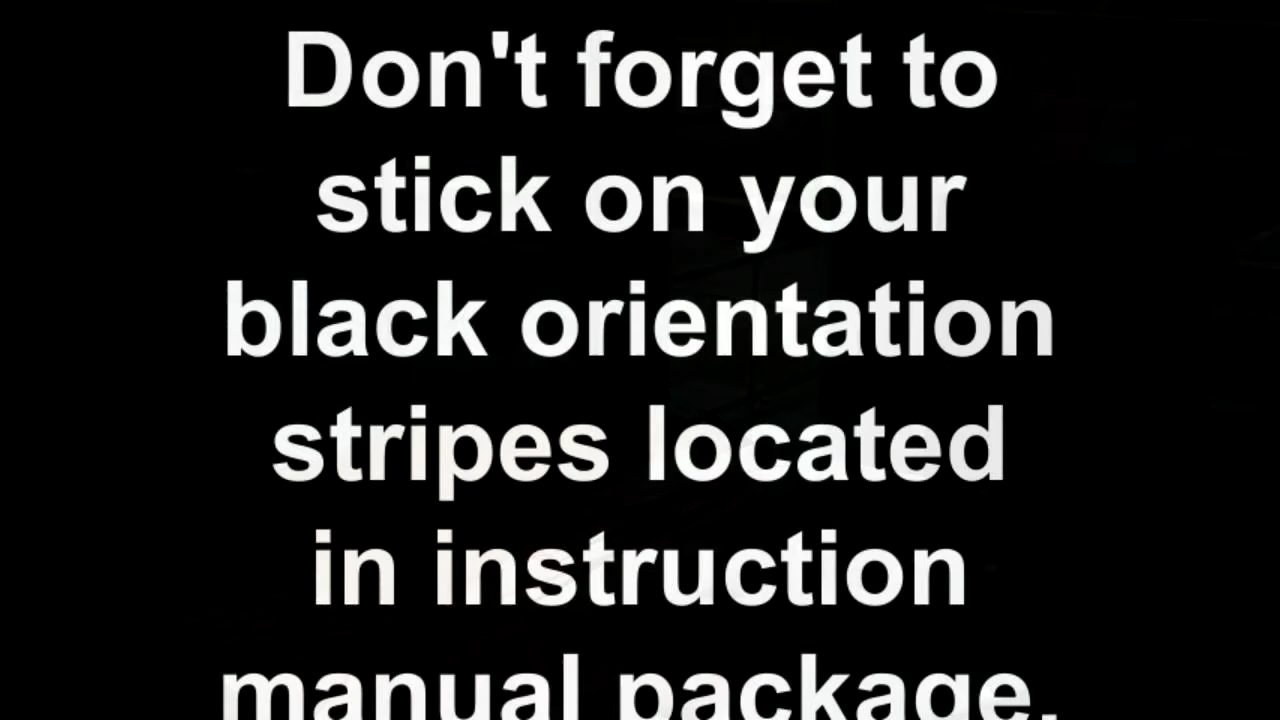 Don't forget to
stick on your
black orientation
stripes located
in instruction
manual package.